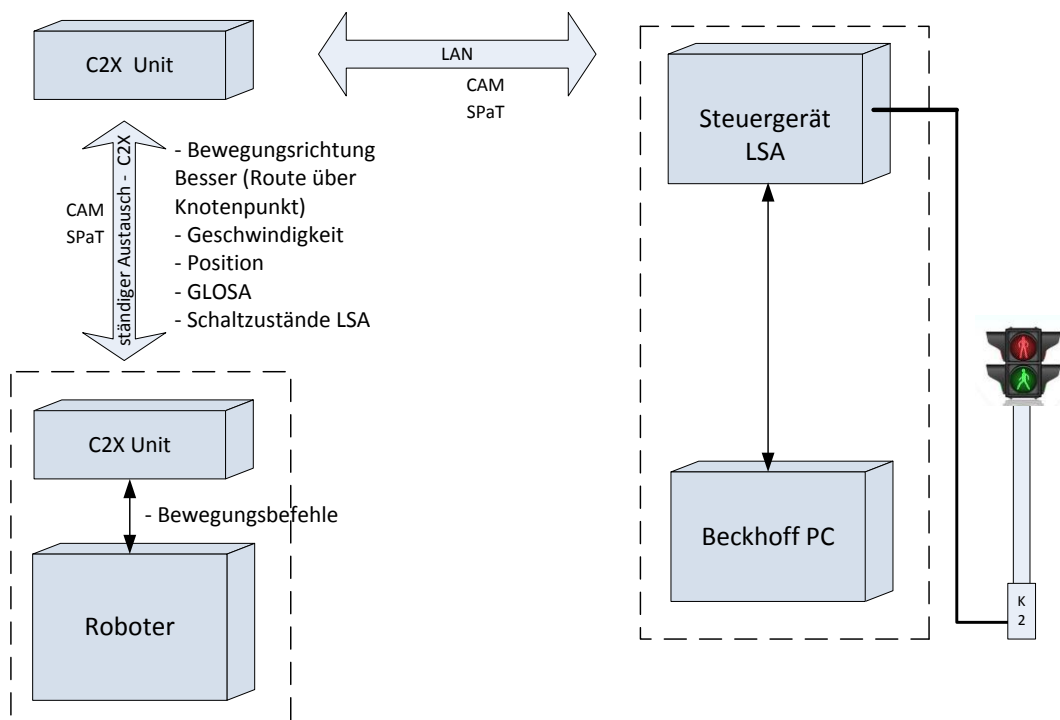 C2X Unit
LAN
CAM
SPaT
Steuergerät
LSA
ständiger Austausch - C2X
CAM
SPaT
- Bewegungsrichtung
Besser (Route über
Knotenpunkt)
- Geschwindigkeit
- Position
- GLOSA
- Schaltzustände LSA
C2X Unit
- Bewegungsbefehle
Roboter
Beckhoff PC
K
2